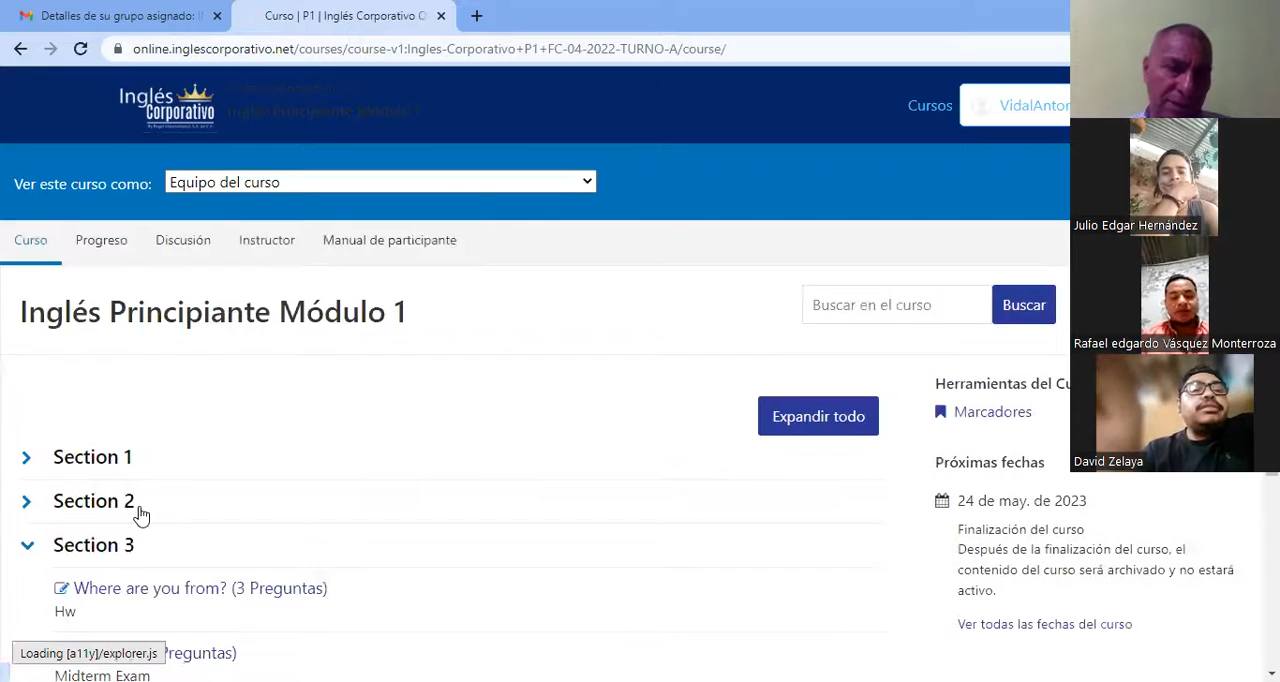 Detalles de su grupo asignado: I
Curso | P1 | Inglés Corporativo O
online.inglescorporativo.net/courses/course-v1:Ingles-Corporativo+P1+FC-04-2022-TURNO-A/course/
Inglés
Corporativo
Inglés Principiante Módulo 1
Cursos
VidalAnton
Ver este curso como:
Equipo del curso
Curso
Progreso
Discusión
Instructor
Manual de participante
Inglés Principiante Módulo 1
Buscar en el curso
Buscar
Expandir todo
Section 1
Section 2
Section 3
Where are you from? (3 Preguntas)
Hw
Preguntas)
Midterm Exam
Loading [a11y]/explorer.js
Herramientas del Cu
Marcadores
Próximas fechas
24 de may. de 2023
Finalización del curso
Después de la finalización del curso, el
contenido del curso será archivado y no estará
activo.
Ver todas las fechas del curso
Julio Edgar Hernández
Rafael edgardo Vásquez Monterroza
David Zelaya